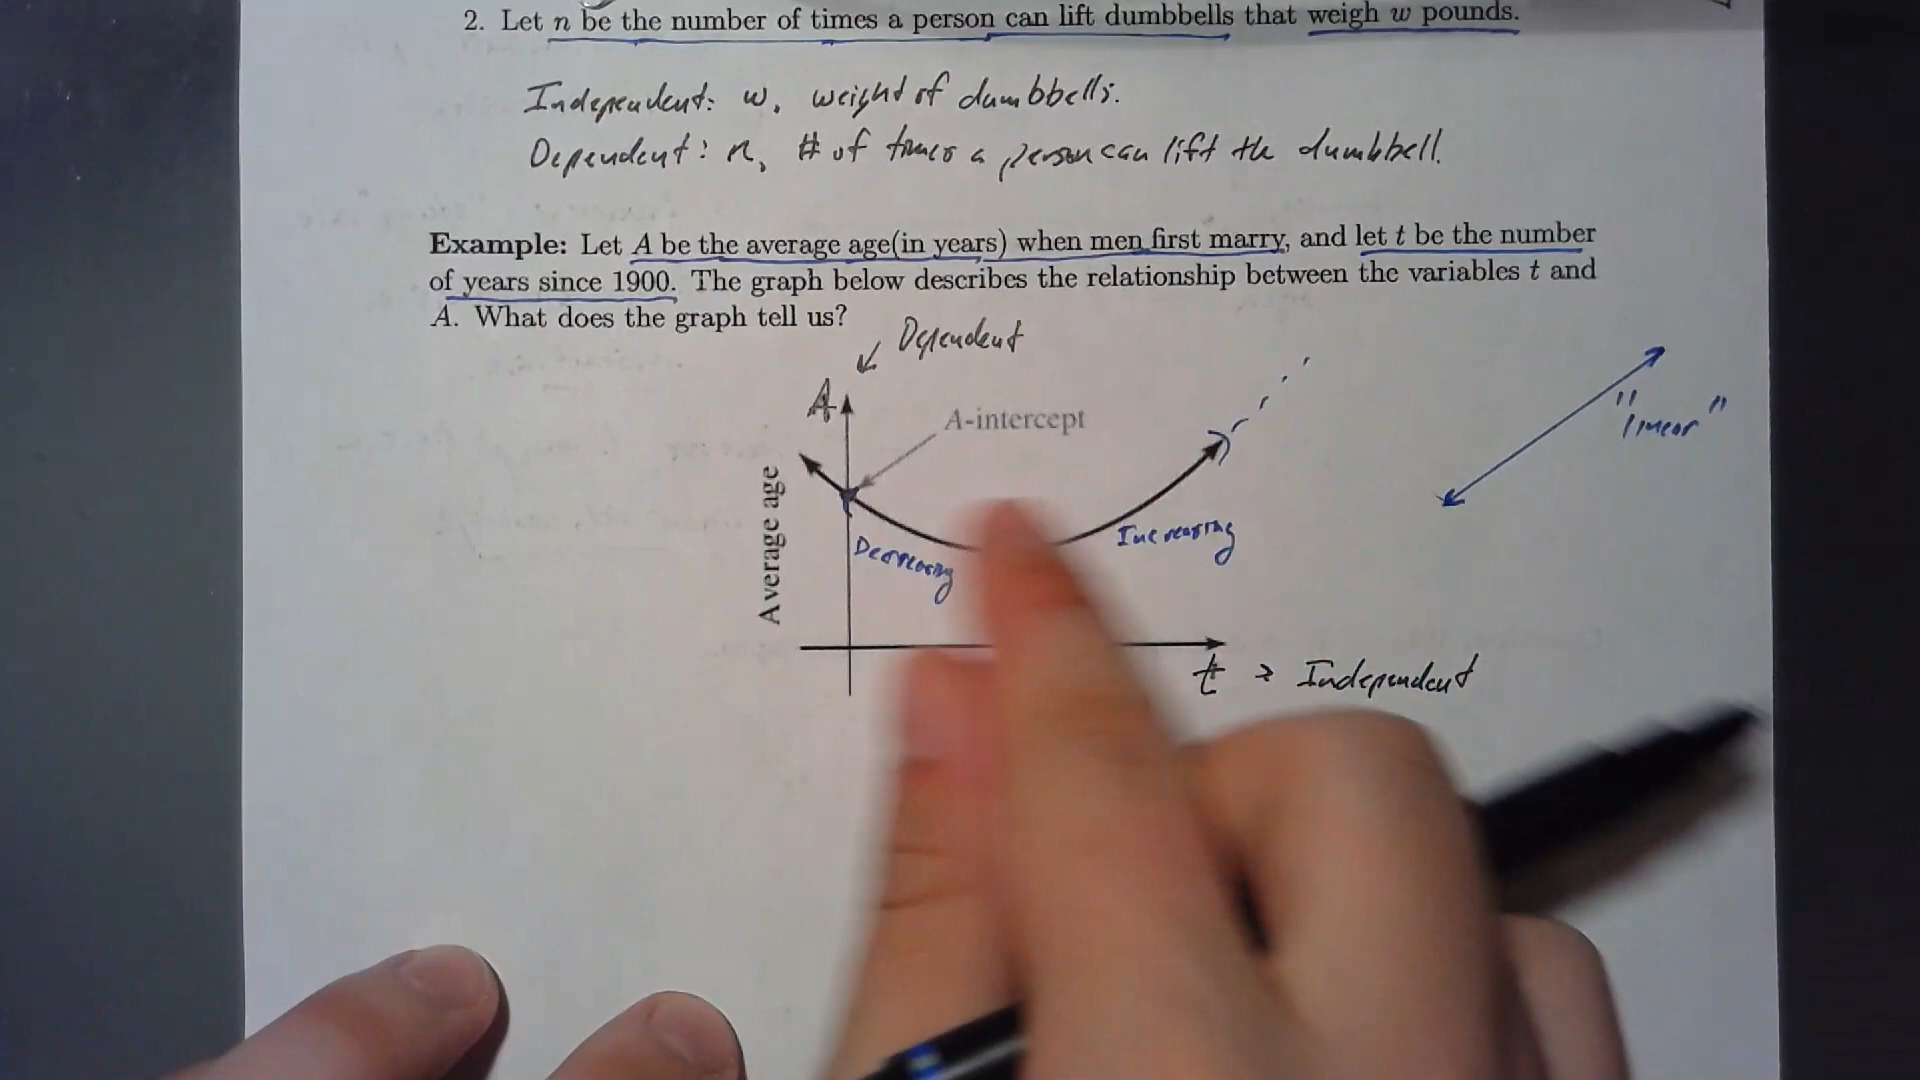 2. Let n be the number of times a person can lift dumbbells that weigh w pounds.
Independent: w, weight of dumbbells.
Dependent: n, # of times a person can lift the dumbbell.
Example: Let A be the average age(in years) when men first marry, and let t be the number
of years since 1900. The graph below describes the relationship between the variables t and
A. What does the graph tell us?
Dependent
A
A-intercept
"linear"
Average age
Decreasing
Increasing
t
Independent